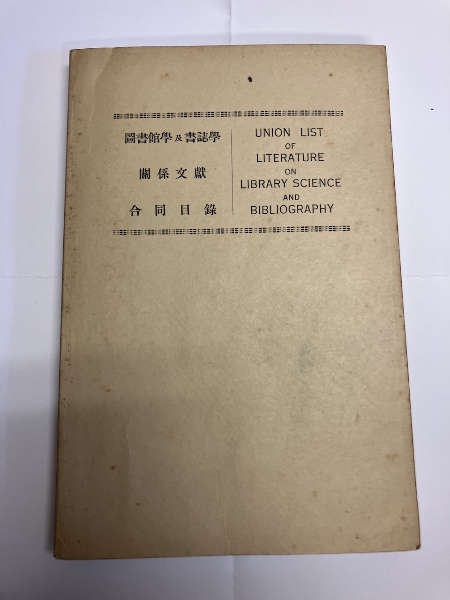 圖書館學及書誌學
關係文獻
合同目錄
UNION LIST
OF
LITERATURE
ON
LIBRARY SCIENCE
AND
BIBLIOGRAPHY